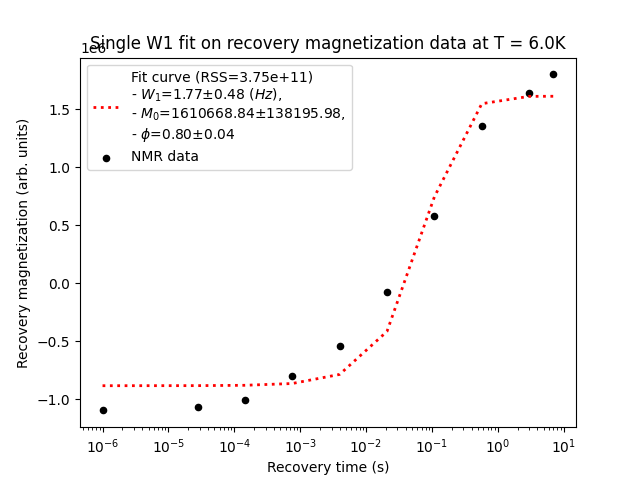 Single W1 fit on recovery magnetization data at T = 6.0K
1e6
Fit curve (RSS=3.75e+11)
- W₁=1.77±0.48 (Hz),
- M₀=1610668.84±138195.98,
- ϕ=0.80±0.04
NMR data
Recovery magnetization (arb. units)
1.5
1.0
0.5
0.0
−0.5
−1.0
10⁻⁶ 10⁻⁵ 10⁻⁴ 10⁻³ 10⁻² 10⁻¹ 10⁰ 10¹
Recovery time (s)